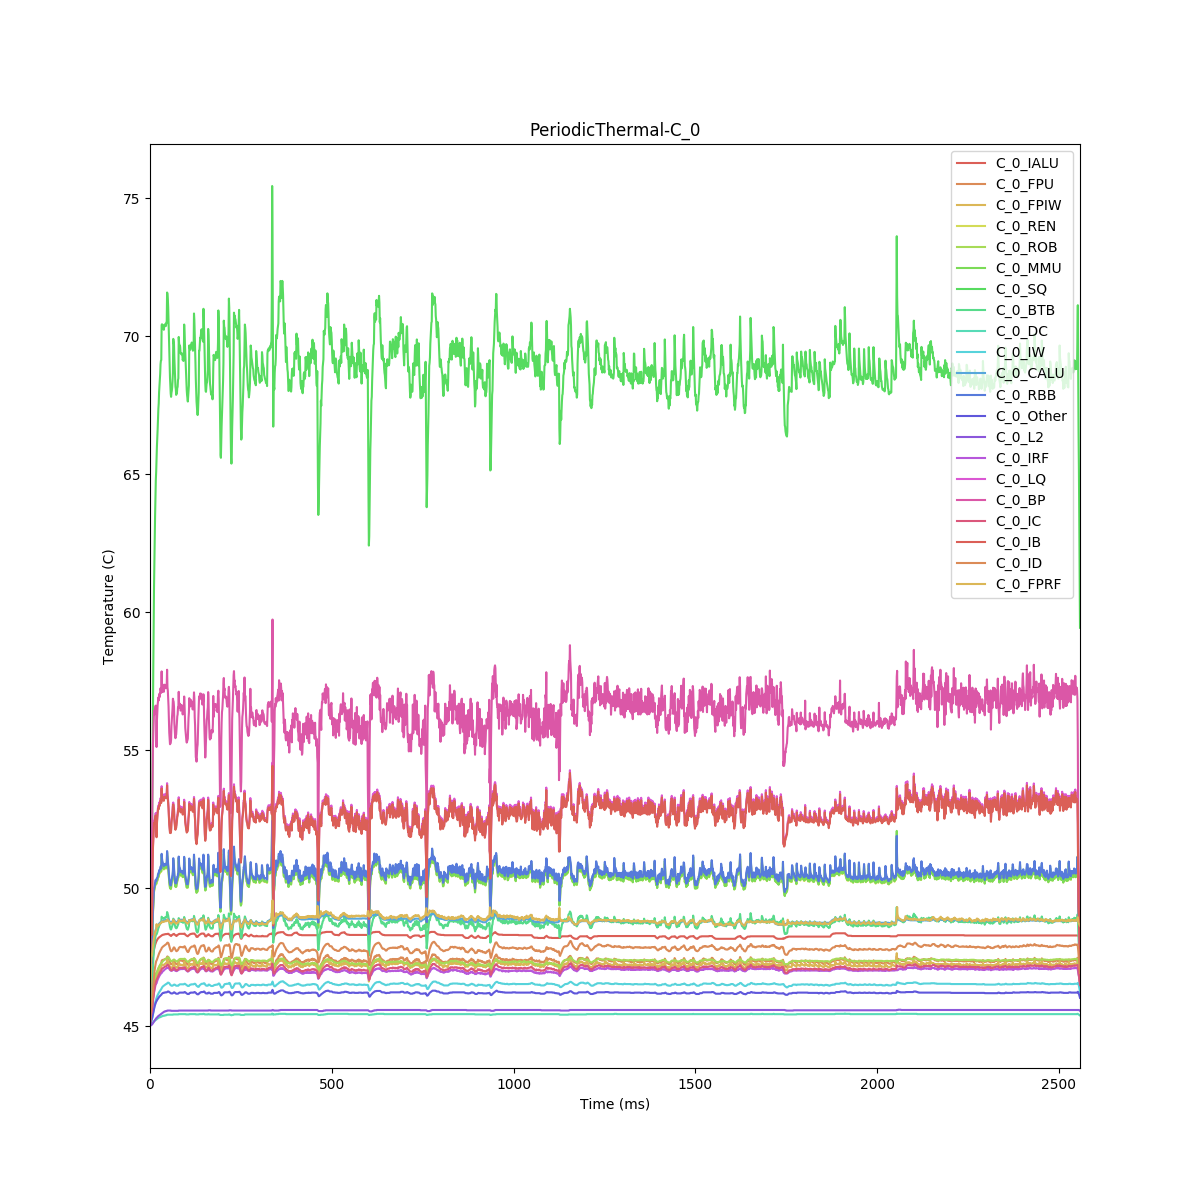 PeriodicThermal-C_0
75
70
65
60
55
50
45
Temperature (C)
0
500
1000
1500
2000
2500
Time (ms)
C_0_IALU
C_0_FPU
C_0_FPIW
C_0_REN
C_0_ROB
C_0_MMU
C_0_SQ
C_0_BTB
C_0_DC
C_0_IW
C_0_CALU
C_0_RBB
C_0_Other
C_0_L2
C_0_IRF
C_0_LQ
C_0_BP
C_0_IC
C_0_IB
C_0_ID
C_0_FPRF